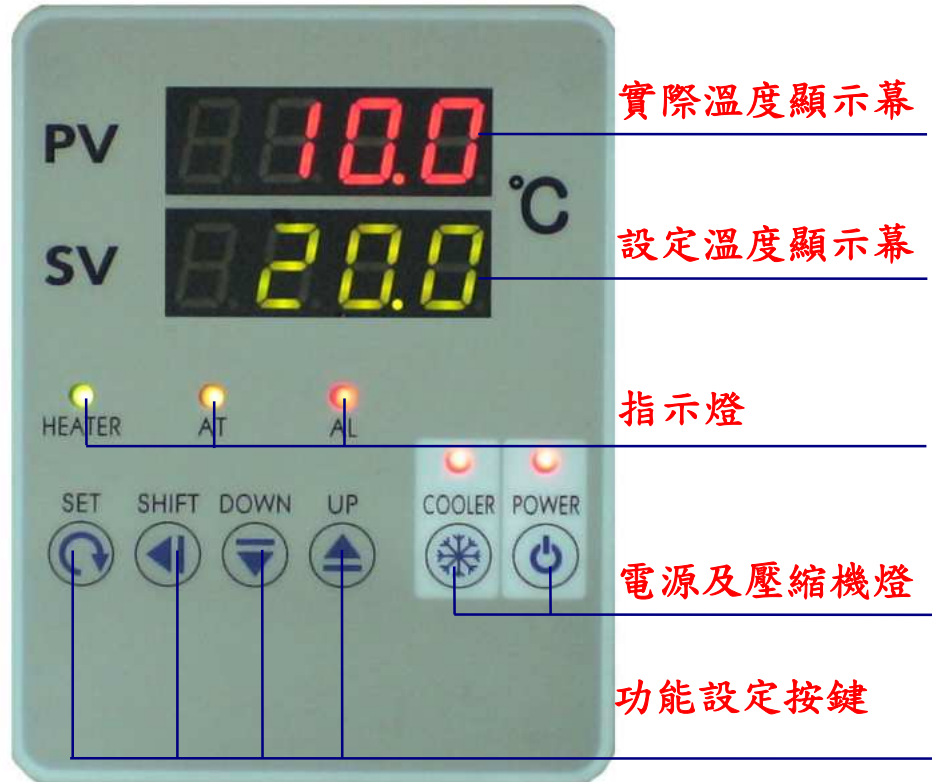 實際溫度顯示幕
PV 10.0
℃
設定溫度顯示幕
SV 20.0
指示燈
HEATER AT AL
SET SHIFT DOWN UP COOLER POWER
電源及壓縮機燈
功能設定按鍵